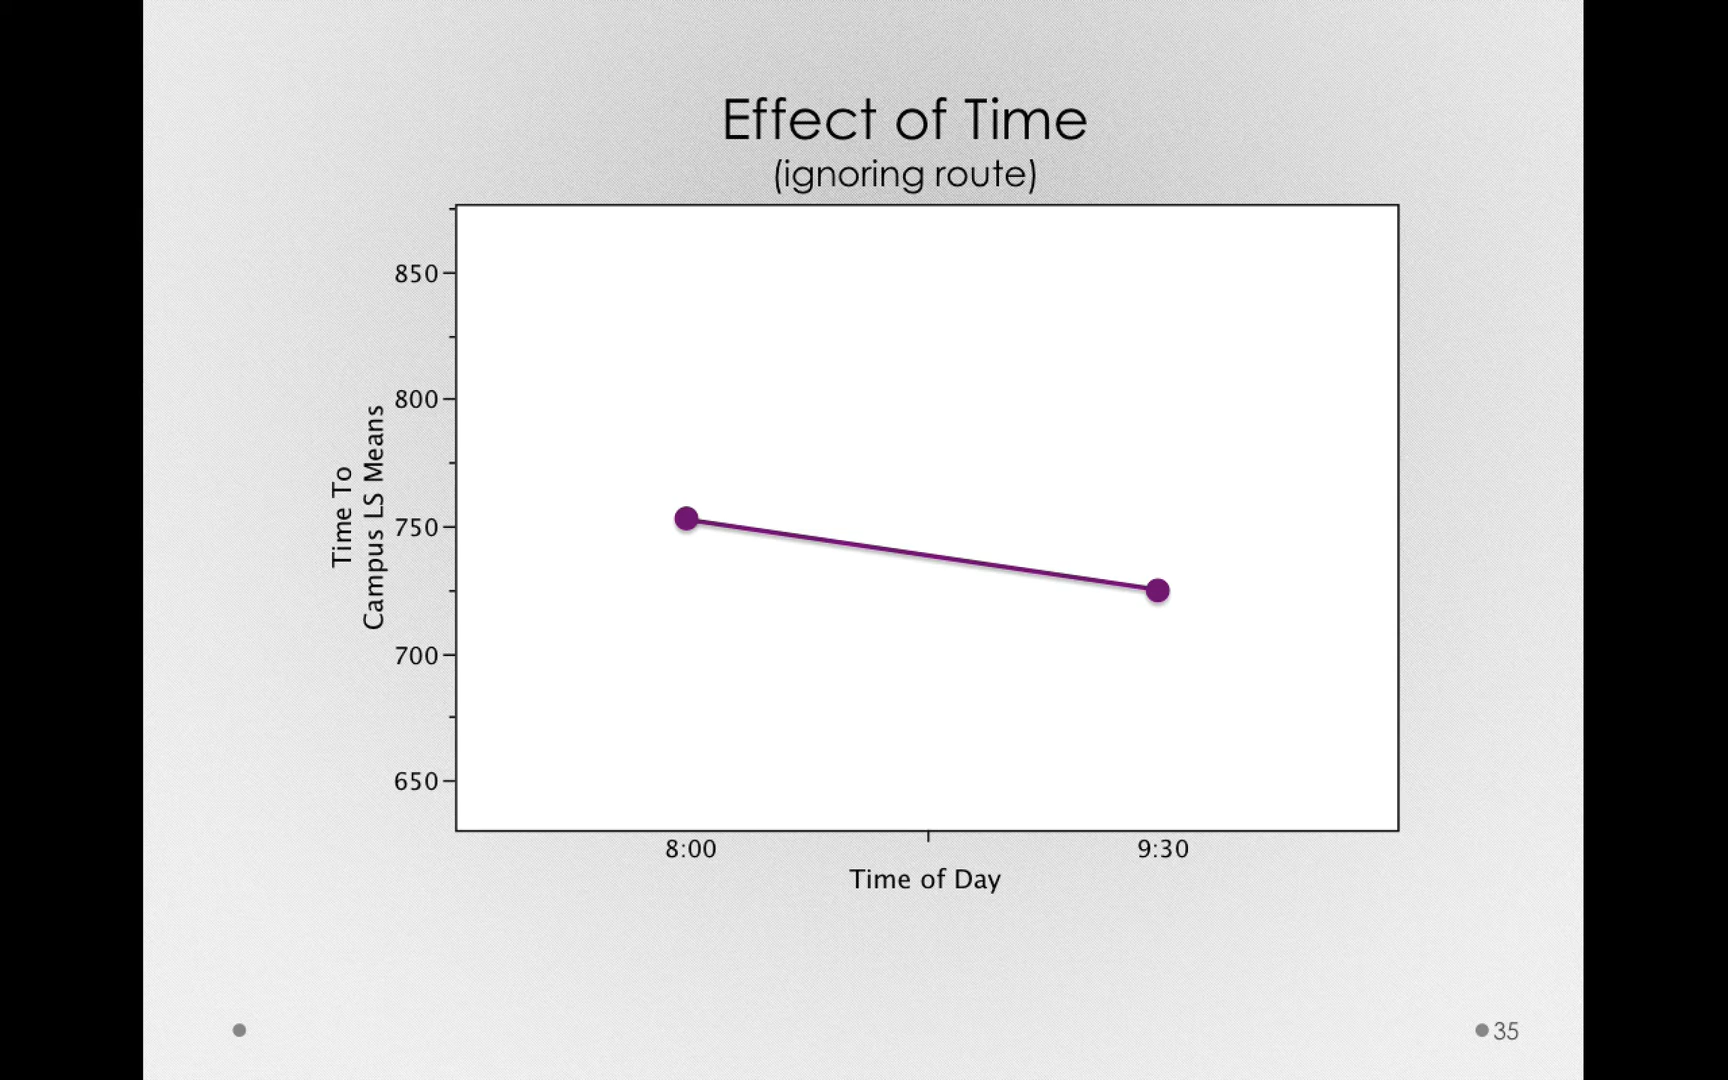 Effect of Time
(ignoring route)
850
800
750
700
650
Time To
Campus LS Means
8:00 9:30
Time of Day
35